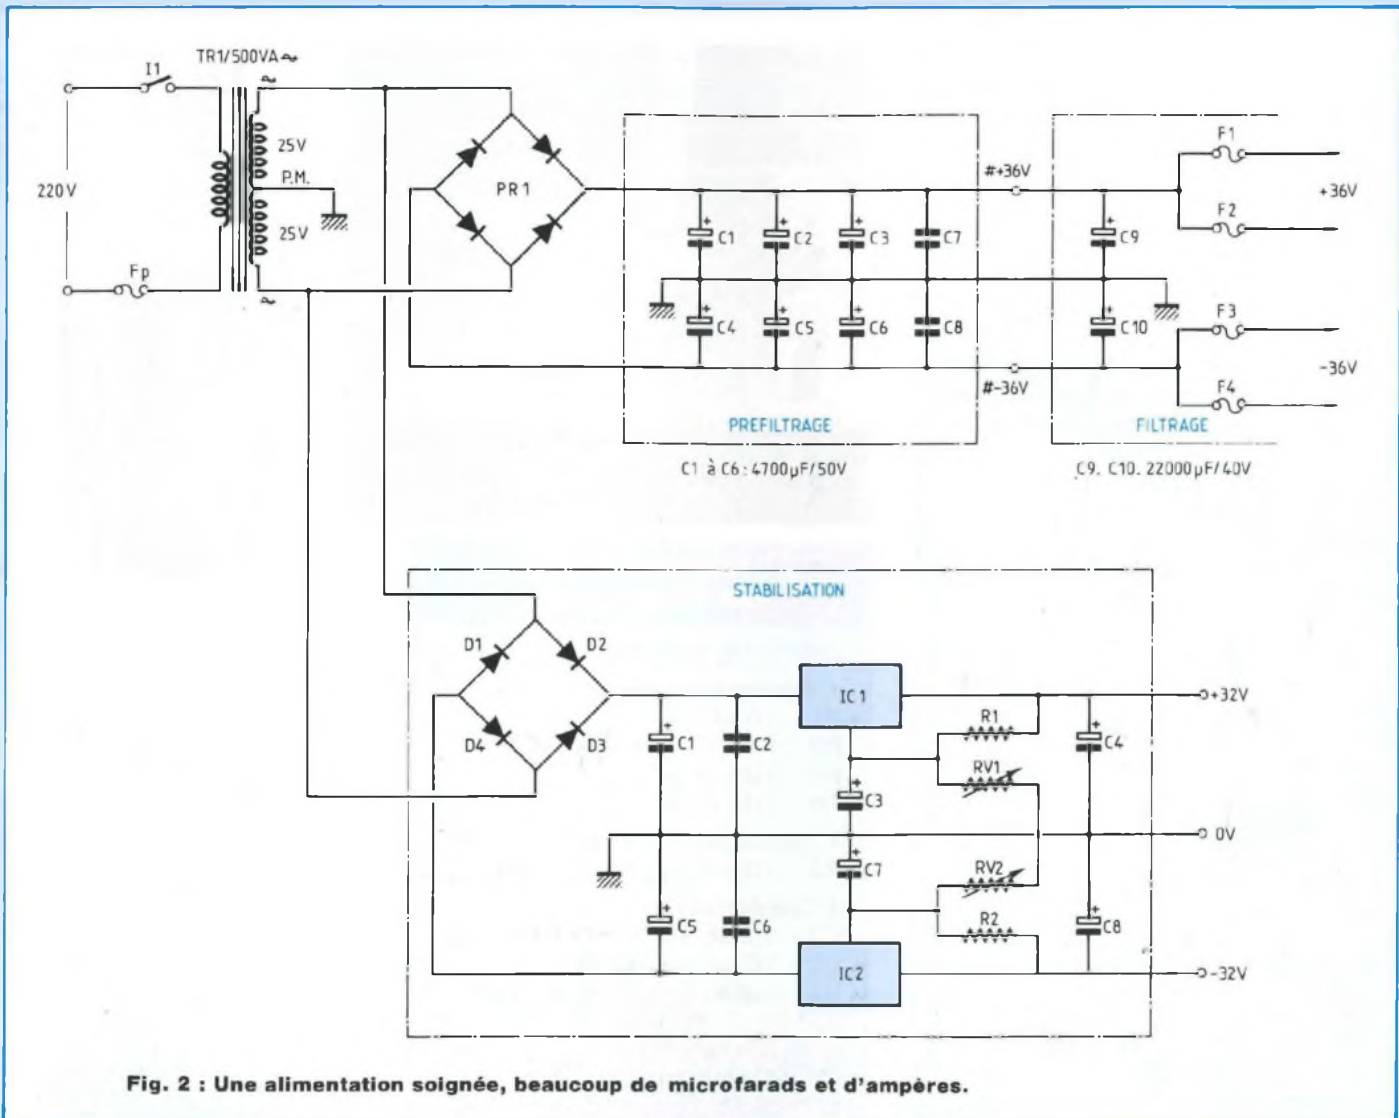 TR1/500VA~
I1
~
25V
P.M.
220V
25V
Fp
~
PR1
#+36V
F1
+36V
F2
C1
C2
C3
C7
C9
C4
C5
C6
C8
C10
F3
-36V
F4
#-36V
PREFILTRAGE
FILTRAGE
C1 à C6 : 4700µF/50V
C9. C10. 22000µF/40V
STABILISATION
D1
D2
D4
D3
IC1
+32V
R1
C1
C2
C4
RV1
C3
0V
C7
RV2
C5
C6
R2
C8
IC2
-32V
Fig. 2 : Une alimentation soignée, beaucoup de microfarads et d'ampères.